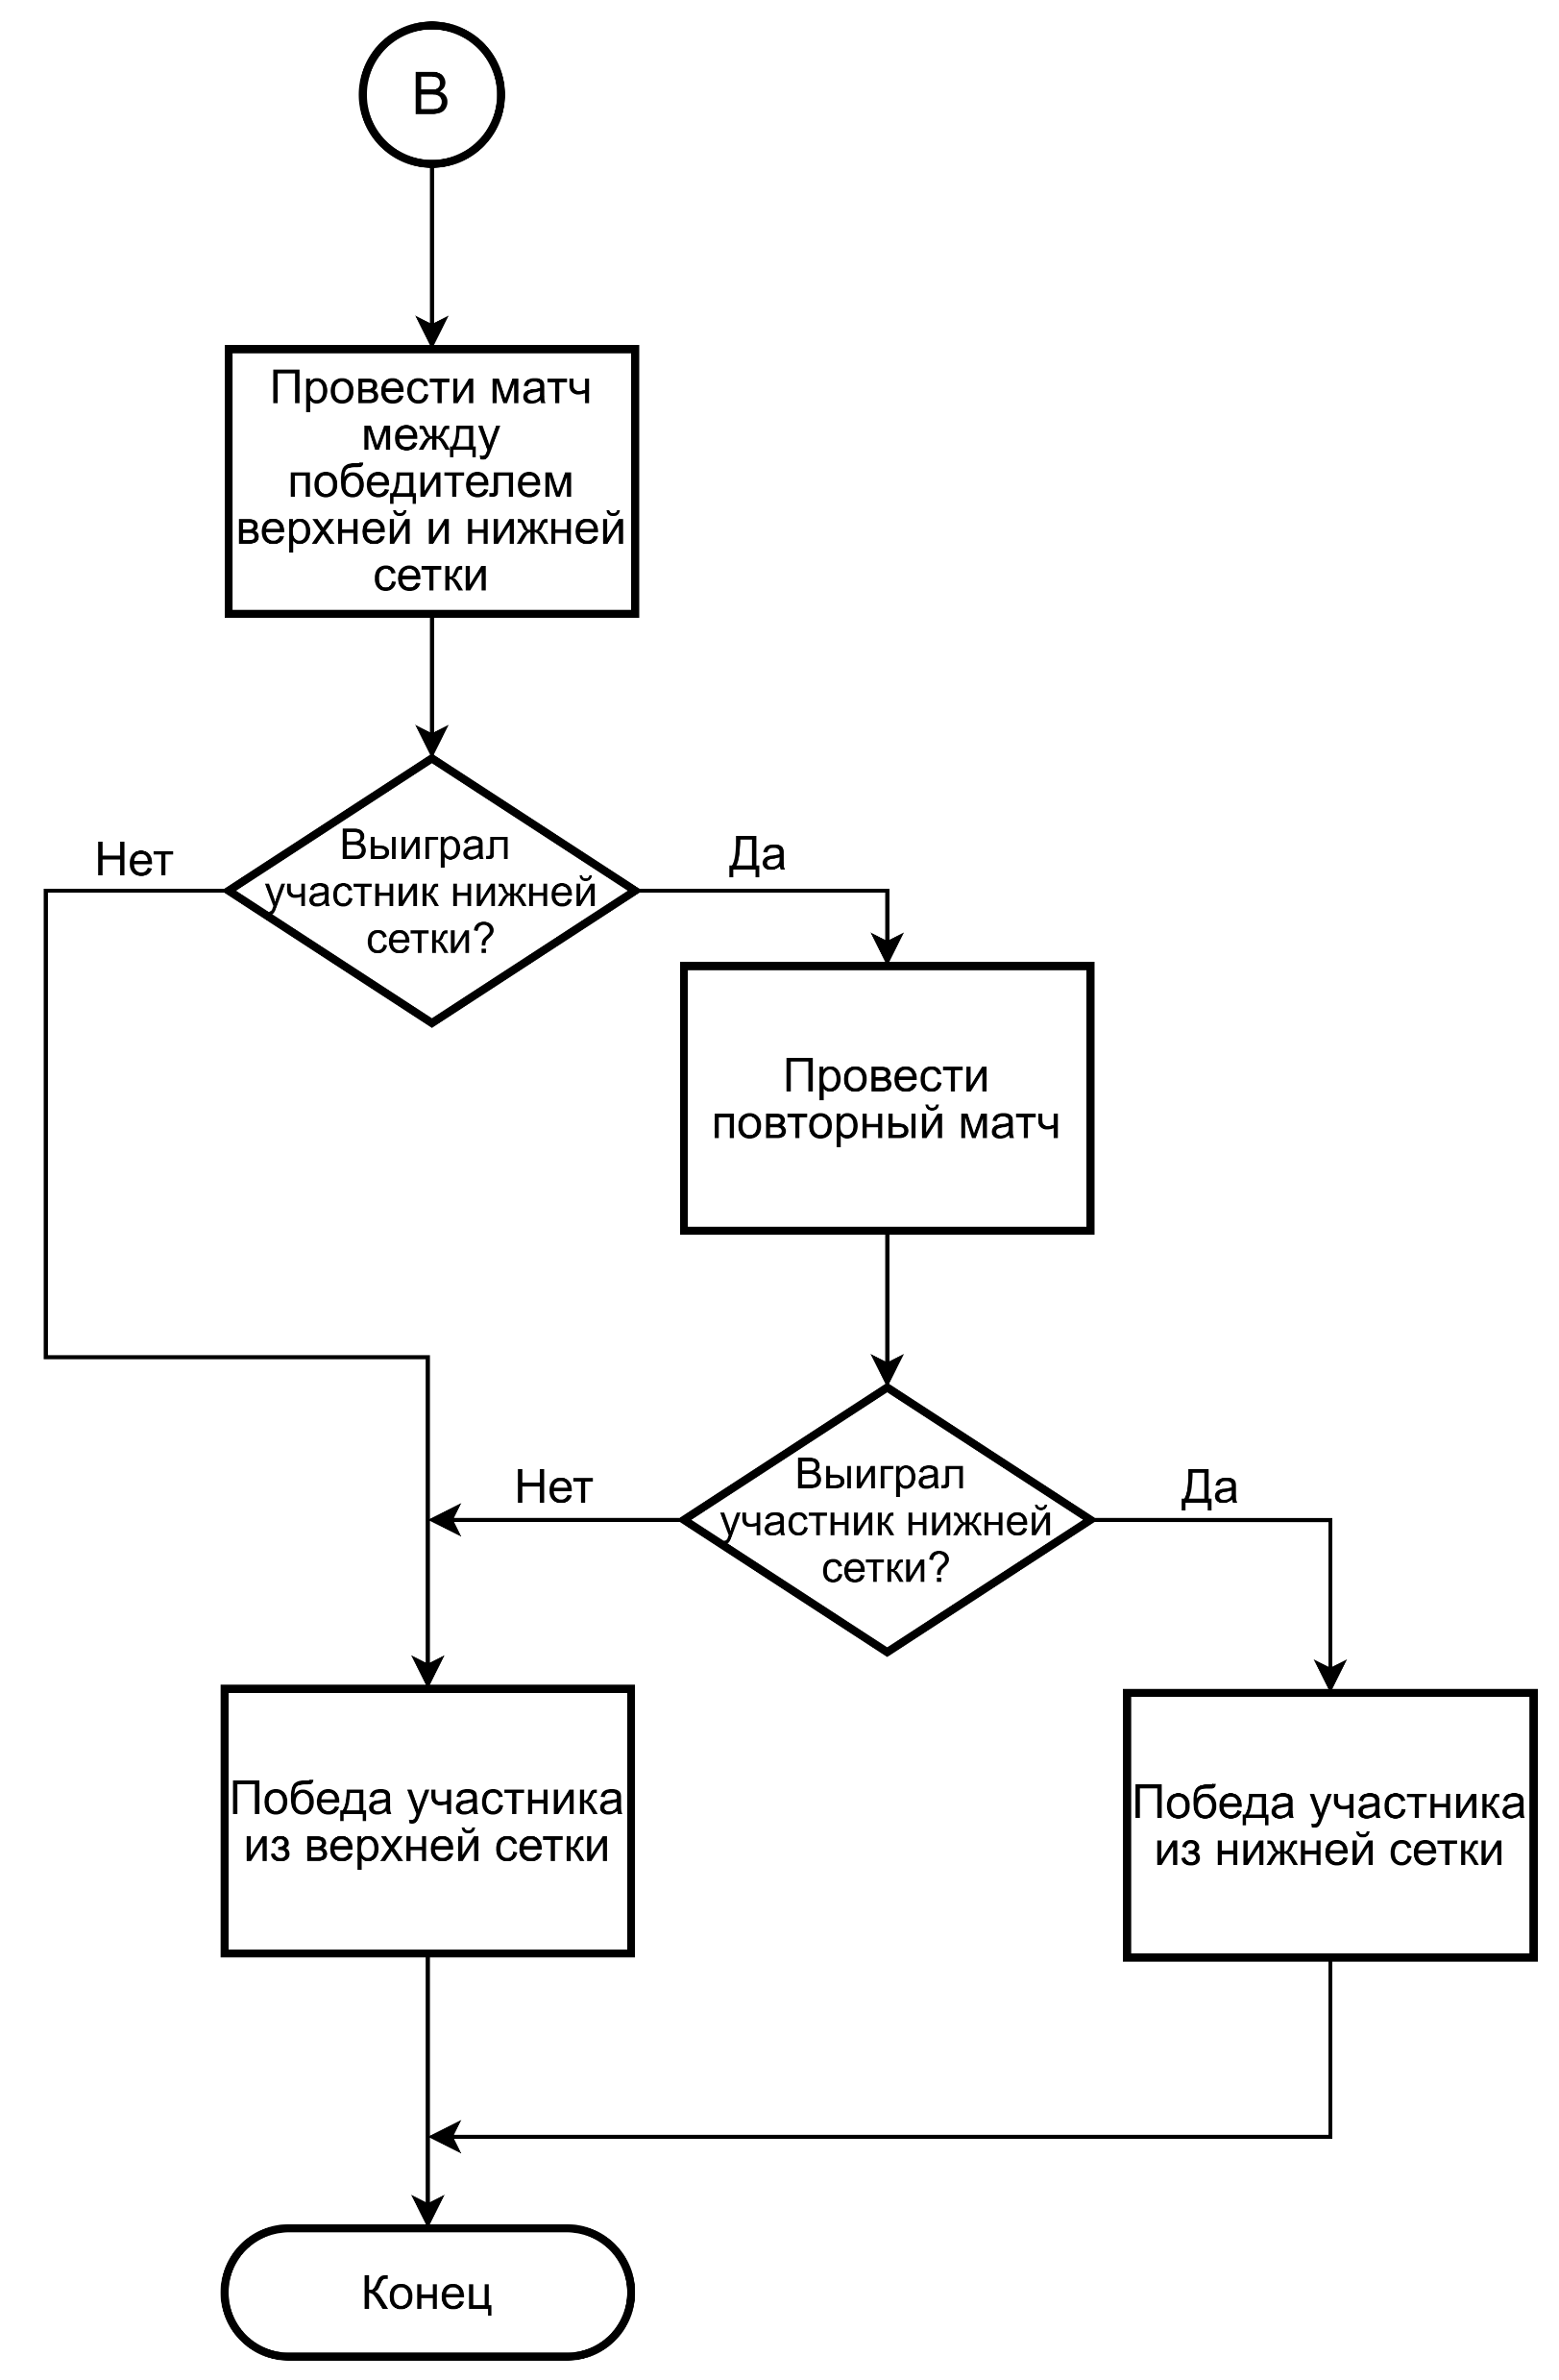 В
Провести матч
между
победителем
верхней и нижней
сетки
Выиграл
участник нижней
сетки?
Нет
Да
Провести
повторный матч
Выиграл
участник нижней
сетки?
Нет
Да
Победа участника
из верхней сетки
Победа участника
из нижней сетки
Конец